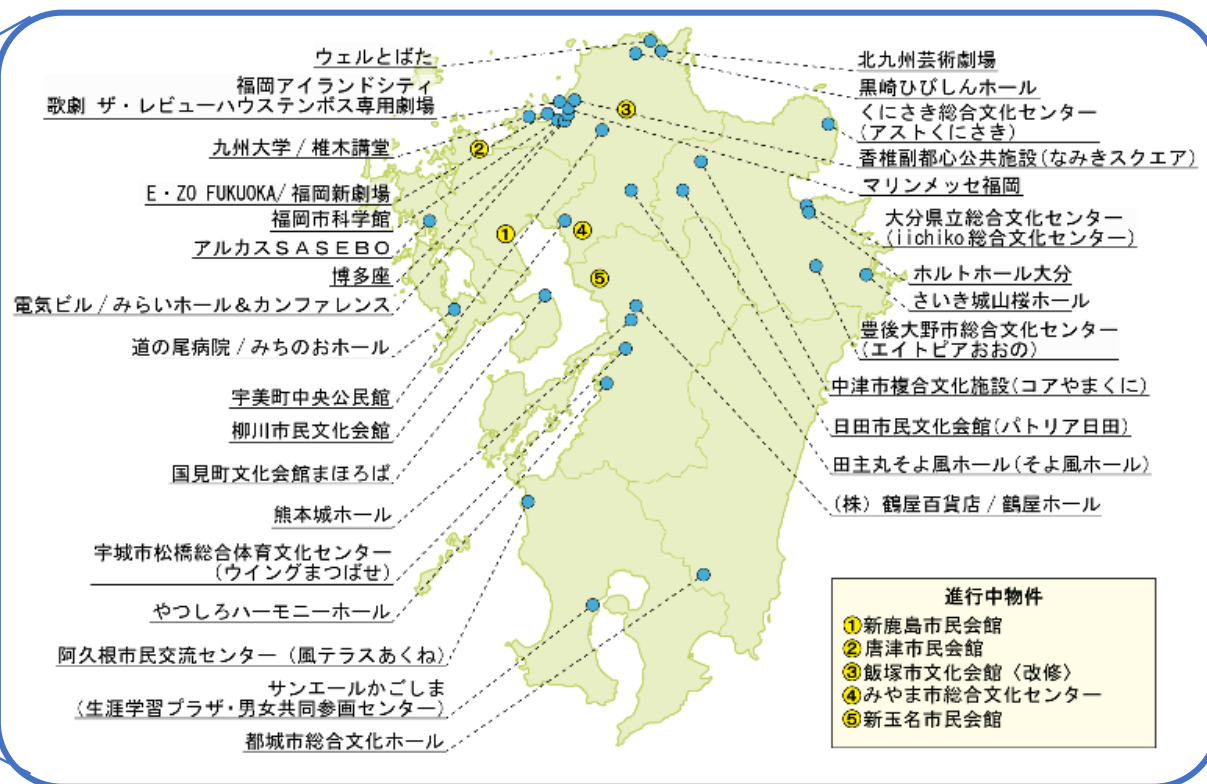 ウェルとばた
福岡アイランドシティ
歌劇 ザ・レビューハウステンボス専用劇場
九州大学 / 椎木講堂
E・ZO FUKUOKA/ 福岡新劇場
福岡市科学館
アルカスSASEBO
博多座
電気ビル / みらいホール&カンファレンス
道の尾病院 / みちのおホール
宇美町中央公民館
柳川市民文化会館
国見町文化会館まほろば
熊本城ホール
宇城市松橋総合体育文化センター
(ウイングまつばせ)
やつしろハーモニーホール
阿久根市民交流センター (風テラスあくね)
サンエールかごしま
(生涯学習プラザ・男女共同参画センター)
都城市総合文化ホール
北九州芸術劇場
黒崎ひびしんホール
くにさき総合文化センター
(アストくにさき)
香椎副都心公共施設(なみきスクエア)
マリンメッセ福岡
大分県立総合文化センター
(iichiko 総合文化センター)
ホルトホール大分
さいき城山桜ホール
豊後大野市総合文化センター
(エイトピアおおの)
中津市複合文化施設(コアやまくに)
日田市民文化会館(パトリア日田)
田主丸そよ風ホール(そよ風ホール)
(株) 鶴屋百貨店 / 鶴屋ホール
③
②
①
④
⑤
進行中物件
①新鹿島市民会館
②唐津市民会館
③飯塚市文化会館〈改修〉
④みやま市総合文化センター
⑤新玉名市民会館